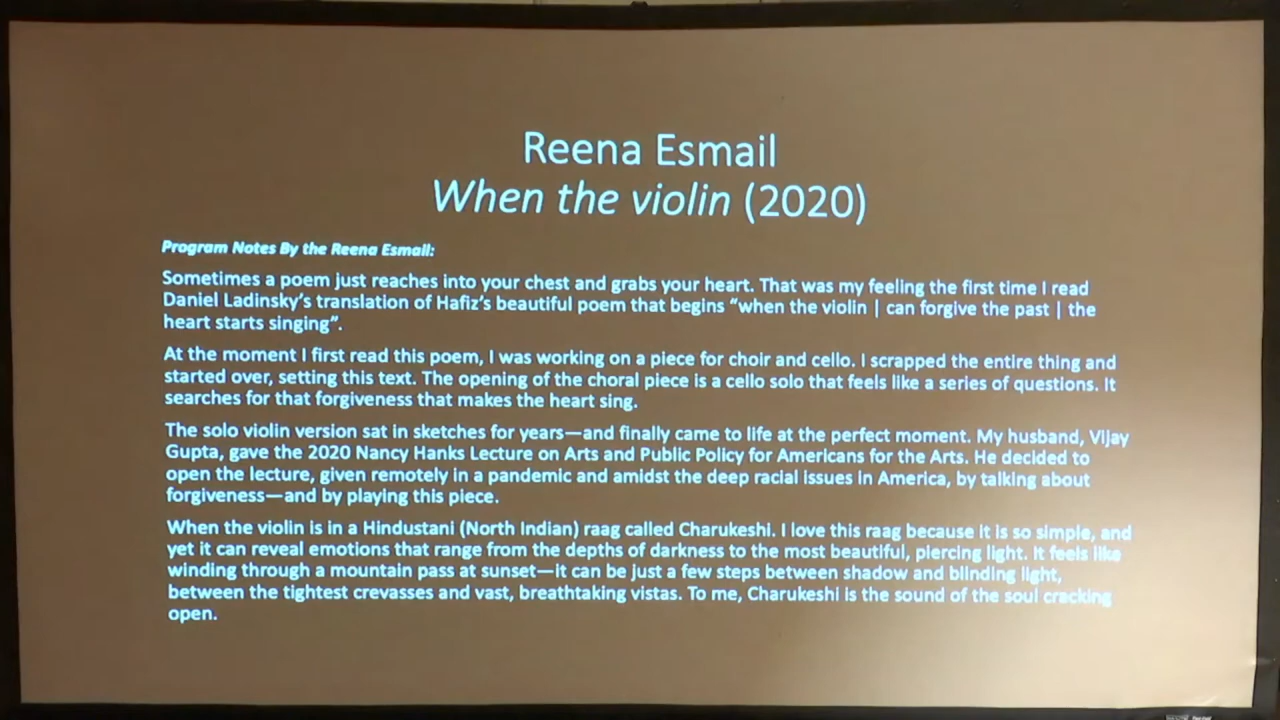 Reena Esmail
When the violin (2020)
Program Notes By the Reena Esmail:
Sometimes a poem just reaches into your chest and grabs your heart. That was my feeling the first time I read
Daniel Ladinsky’s translation of Hafiz’s beautiful poem that begins “when the violin | can forgive the past | the
heart starts singing”.
At the moment I first read this poem, I was working on a piece for choir and cello. I scrapped the entire thing and
started over, setting this text. The opening of the choral piece is a cello solo that feels like a series of questions. It
searches for that forgiveness that makes the heart sing.
The solo violin version sat in sketches for years—and finally came to life at the perfect moment. My husband, Vijay
Gupta, gave the 2020 Nancy Hanks Lecture on Arts and Public Policy for Americans for the Arts. He decided to
open the lecture, given remotely in a pandemic and amidst the deep racial issues in America, by talking about
forgiveness—and by playing this piece.
When the violin is in a Hindustani (North Indian) raag called Charukeshi. I love this raag because it is so simple, and
yet it can reveal emotions that range from the depths of darkness to the most beautiful, piercing light. It feels like
winding through a mountain pass at sunset—it can be just a few steps between shadow and blinding light,
between the tightest crevasses and vast, breathtaking vistas. To me, Charukeshi is the sound of the soul cracking
open.